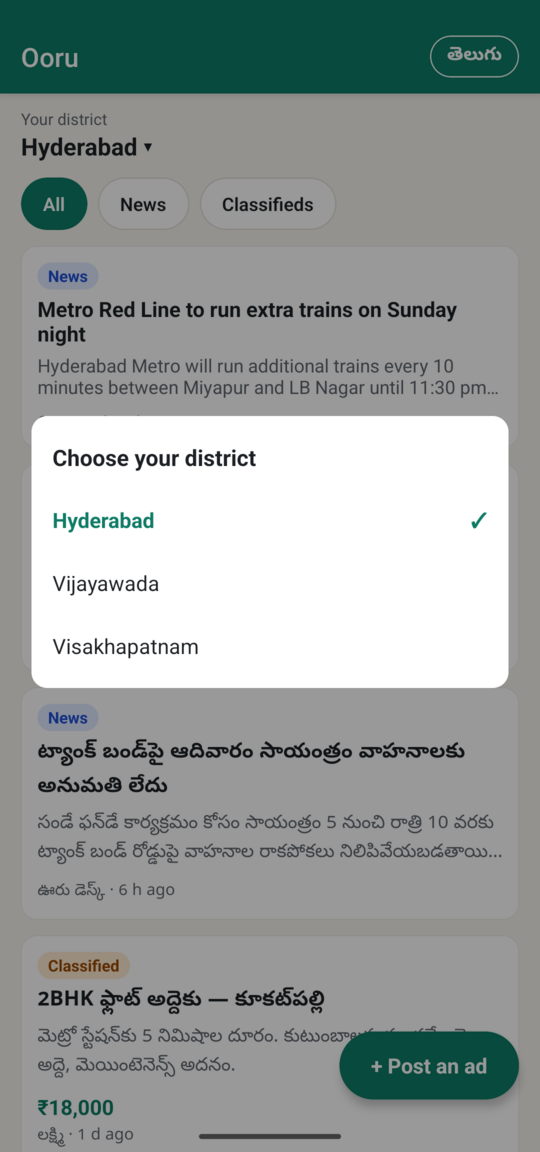 Ooru
తెలుగు
Your district
Hyderabad ▾
All
News
Classifieds
News
Metro Red Line to run extra trains on Sunday
night
Hyderabad Metro will run additional trains every 10
minutes between Miyapur and LB Nagar until 11:30 pm…
Choose your district
Hyderabad ✓
Vijayawada
Visakhapatnam
News
ట్యాంక్ బండ్‌పై ఆదివారం సాయంత్రం వాహనాలకు
అనుమతి లేదు
సండే ఫన్‌డే కార్యక్రమం కోసం సాయంత్రం 5 నుంచి రాత్రి 10 వరకు
ట్యాంక్ బండ్ రోడ్డుపై వాహనాల రాకపోకలు నిలిపివేయబడతాయి…
ఊరు డెస్క్ · 6 h ago
Classified
2BHK ఫ్లాట్ అద్దెకు — కూకట్‌పల్లి
మెట్రో స్టేషన్‌కు 5 నిమిషాల దూరం.
అద్దె, మెయింటెనెన్స్ అదనం.
+ Post an ad
₹18,000
లక్ష్మి · 1 d ago